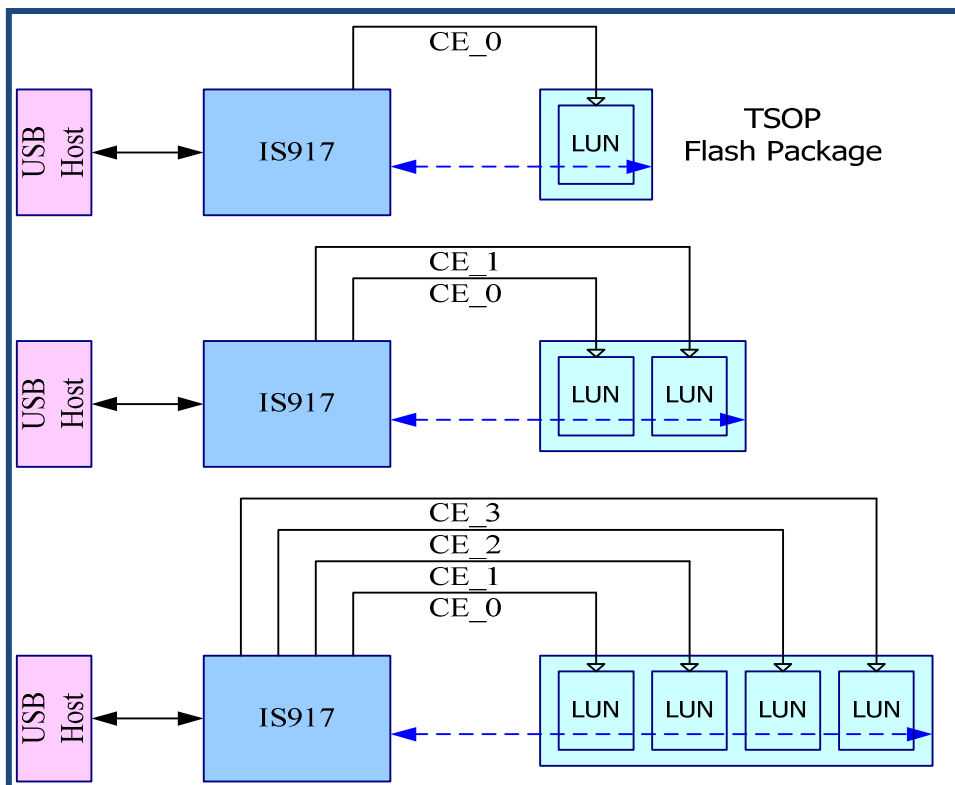 CE_0
USB
Host
IS917
LUN
TSOP
Flash Package
CE_1
CE_0
USB
Host
IS917
LUN
LUN
CE_3
CE_2
CE_1
CE_0
USB
Host
IS917
LUN
LUN
LUN
LUN